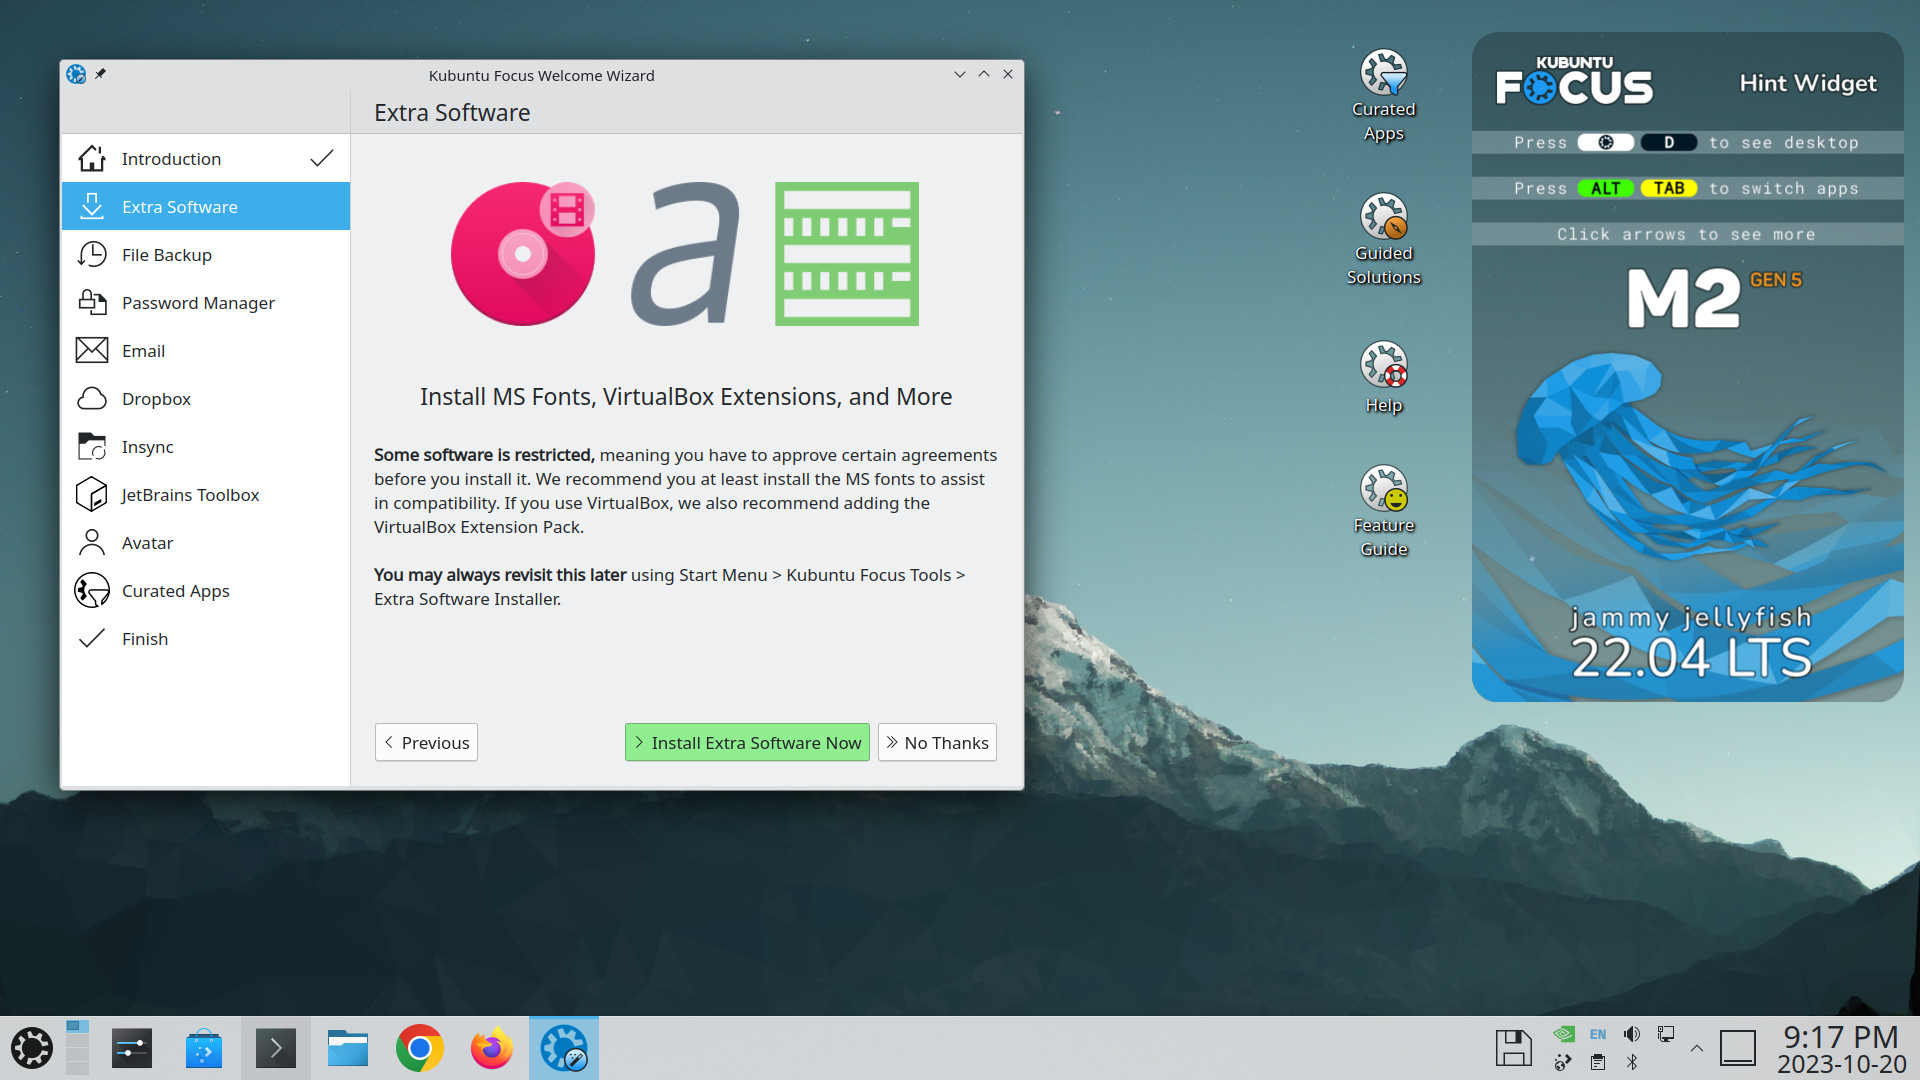 Kubuntu Focus Welcome Wizard
Extra Software
Introduction
Extra Software
File Backup
Password Manager
Email
Dropbox
Insync
JetBrains Toolbox
Avatar
Curated Apps
Finish
a
Install MS Fonts, VirtualBox Extensions, and More
Some software is restricted, meaning you have to approve certain agreements
before you install it. We recommend you at least install the MS fonts to assist
in compatibility. If you use VirtualBox, we also recommend adding the
VirtualBox Extension Pack.
You may always revisit this later using Start Menu > Kubuntu Focus Tools >
Extra Software Installer.
Previous
Install Extra Software Now
No Thanks
Curated
Apps
Guided
Solutions
Help
Feature
Guide
KUBUNTU
FOCUS
Hint Widget
Press D to see desktop
Press ALT TAB to switch apps
Click arrows to see more
M2 GEN 5
jammy jellyfish
22.04 LTS
EN
9:17 PM
2023-10-20